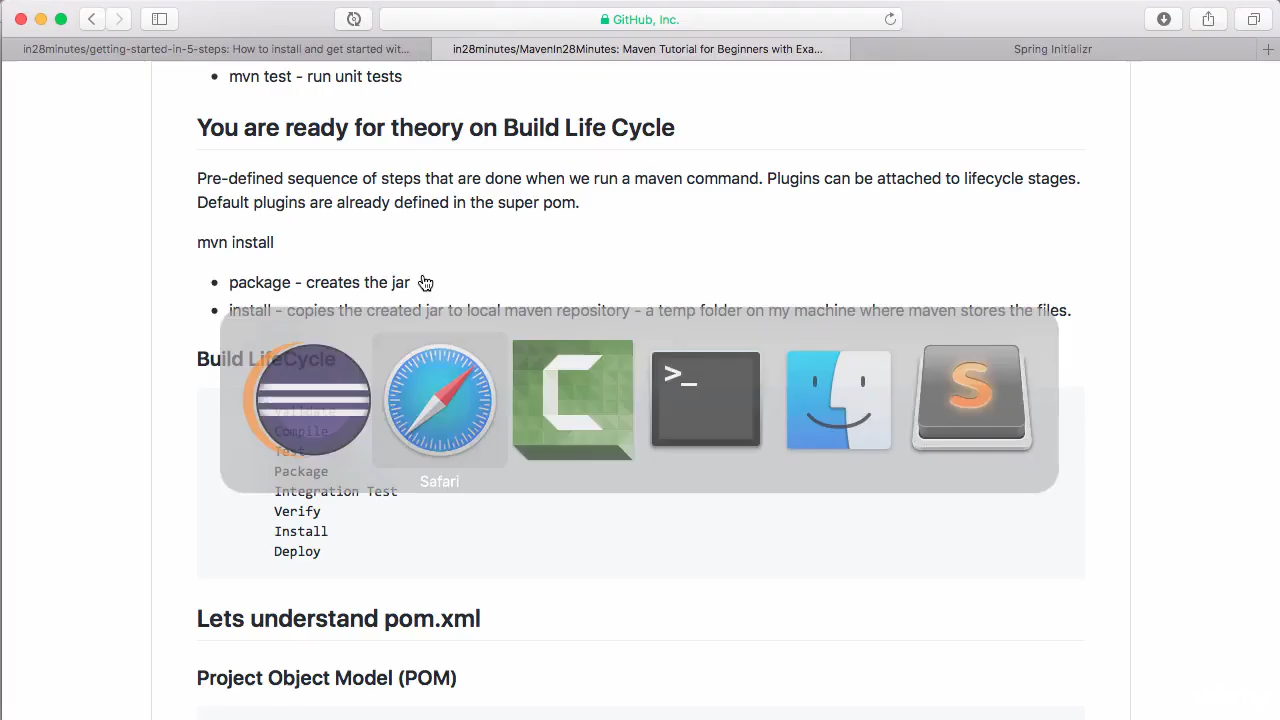 GitHub, Inc.
in28minutes/getting-started-in-5-steps: How to install and get started wit...
in28minutes/MavenIn28Minutes: Maven Tutorial for Beginners with Exa...
Spring Initializr
mvn test - run unit tests
You are ready for theory on Build Life Cycle
Pre-defined sequence of steps that are done when we run a maven command. Plugins can be attached to lifecycle stages.
Default plugins are already defined in the super pom.
mvn install
package - creates the jar
install - copies the created jar to local maven repository - a temp folder on my machine where maven stores the files.
Build LifeCycle
Validate
Compile
Test
Package
Integration Test
Safari
Verify
Install
Deploy
Lets understand pom.xml
Project Object Model (POM)